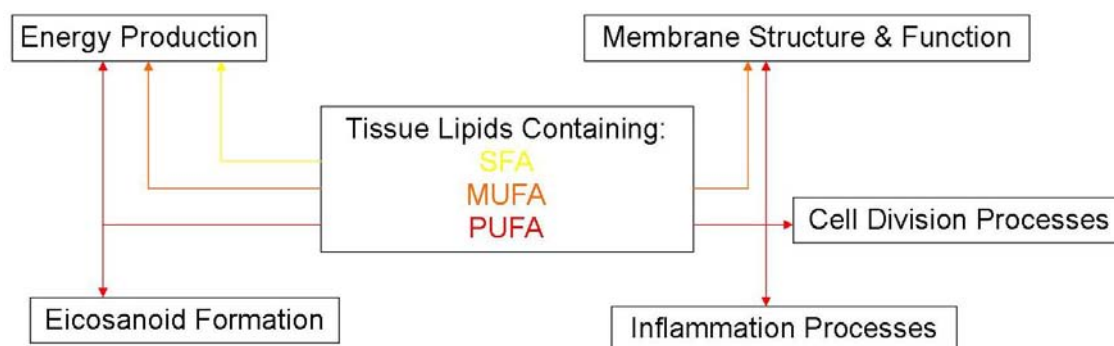 Energy Production
Membrane Structure & Function
Tissue Lipids Containing:
SFA
MUFA
PUFA
Cell Division Processes
Eicosanoid Formation
Inflammation Processes